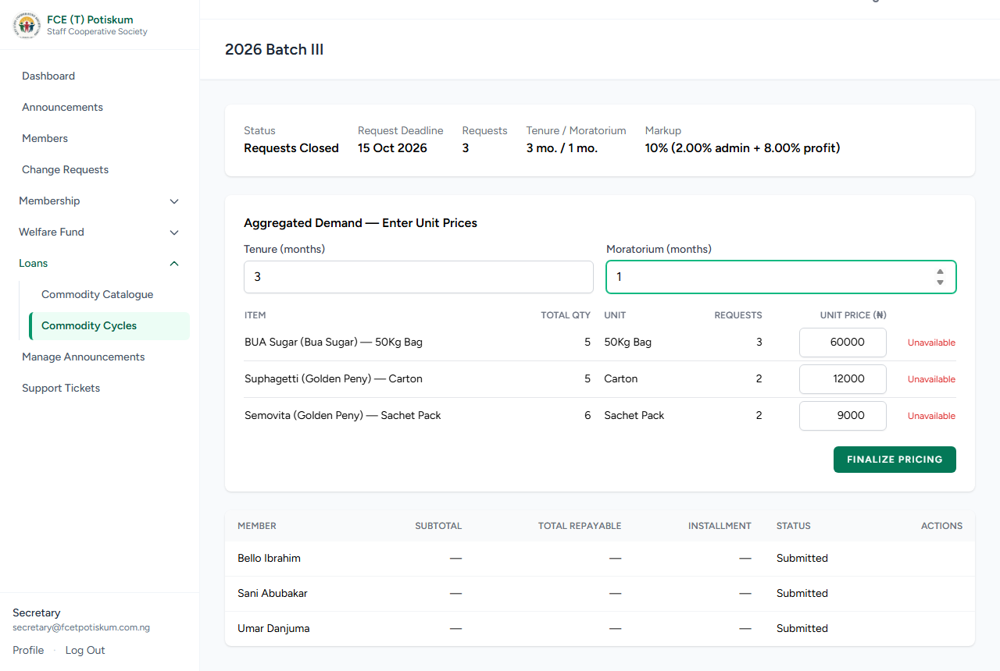 FCE (T) Potiskum
Staff Cooperative Society
Dashboard
Announcements
Members
Change Requests
Membership
Welfare Fund
Loans
Commodity Catalogue
Commodity Cycles
Manage Announcements
Support Tickets
Secretary
secretary@fcetpotiskum.com.ng
Profile · Log Out
2026 Batch III
Status Request Deadline Requests Tenure / Moratorium Markup
Requests Closed 15 Oct 2026 3 3 mo. / 1 mo. 10% (2.00% admin + 8.00% profit)
Aggregated Demand — Enter Unit Prices
Tenure (months) Moratorium (months)
3 1
ITEM TOTAL QTY UNIT REQUESTS UNIT PRICE (₦)
BUA Sugar (Bua Sugar) — 50Kg Bag 5 50Kg Bag 3 60000 Unavailable
Suphagetti (Golden Peny) — Carton 5 Carton 2 12000 Unavailable
Semovita (Golden Peny) — Sachet Pack 6 Sachet Pack 2 9000 Unavailable
FINALIZE PRICING
MEMBER SUBTOTAL TOTAL REPAYABLE INSTALLMENT STATUS ACTIONS
Bello Ibrahim — — — Submitted
Sani Abubakar — — — Submitted
Umar Danjuma — — — Submitted